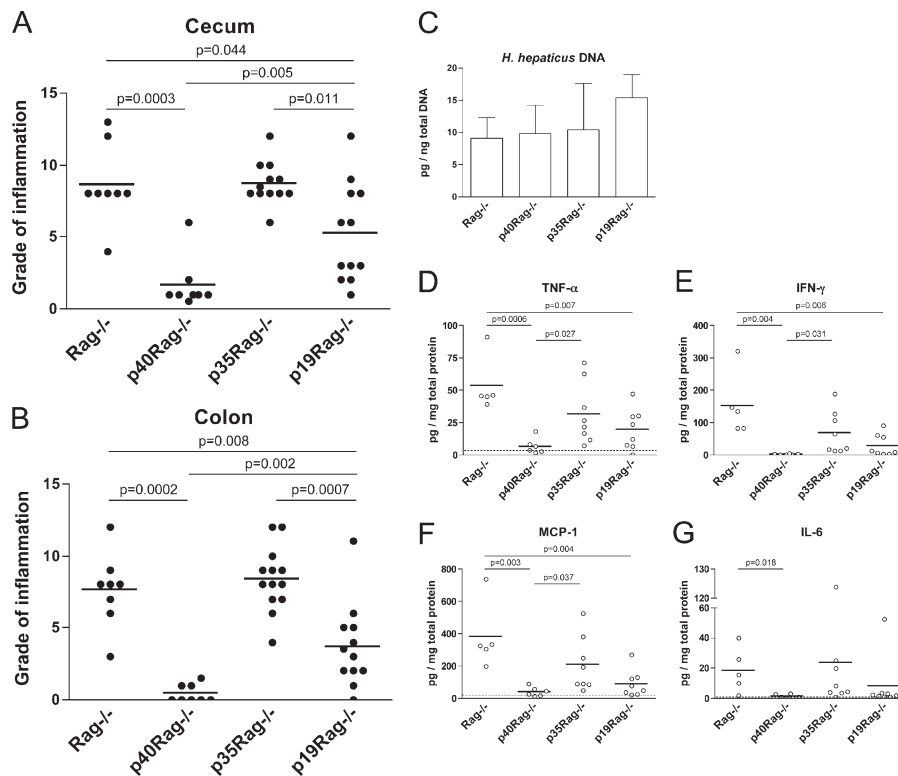 A
Cecum
p=0.044
p=0.005
p=0.0003
p=0.011
Grade of inflammation
15
10
5
0
Rag-/-
p40Rag-/-
p35Rag-/-
p19Rag-/-
B
Colon
p=0.008
p=0.002
p=0.0002
p=0.0007
Grade of inflammation
15
10
5
0
Rag-/-
p40Rag-/-
p35Rag-/-
p19Rag-/-
C
H. hepaticus DNA
pg / ng total DNA
20
15
10
5
0
Rag-/-
p40Rag-/-
p35Rag-/-
p19Rag-/-
D
TNF-α
p=0.007
p=0.0006
p=0.027
pg / mg total protein
100
75
50
25
0
Rag-/-
p40Rag-/-
p35Rag-/-
p19Rag-/-
E
IFN-γ
p=0.006
p=0.004
p=0.031
pg / mg total protein
400
300
200
100
0
Rag-/-
p40Rag-/-
p35Rag-/-
p19Rag-/-
F
MCP-1
p=0.004
p=0.003
p=0.037
pg / mg total protein
800
600
400
200
0
Rag-/-
p40Rag-/-
p35Rag-/-
p19Rag-/-
G
IL-6
p=0.018
pg / mg total protein
130
120
60
40
20
0
Rag-/-
p40Rag-/-
p35Rag-/-
p19Rag-/-